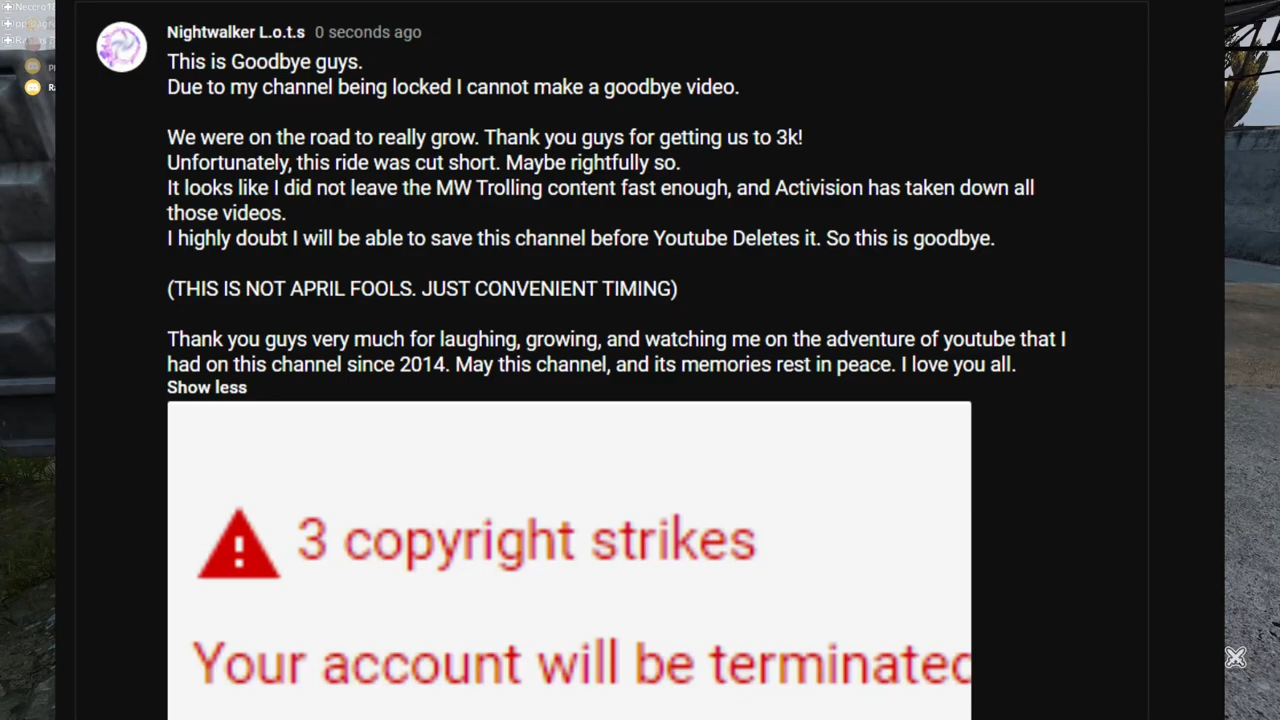 Nightwalker L.o.t.s 0 seconds ago
This is Goodbye guys.
Due to my channel being locked I cannot make a goodbye video.
We were on the road to really grow. Thank you guys for getting us to 3k!
Unfortunately, this ride was cut short. Maybe rightfully so.
It looks like I did not leave the MW Trolling content fast enough, and Activision has taken down all
those videos.
I highly doubt I will be able to save this channel before Youtube Deletes it. So this is goodbye.
(THIS IS NOT APRIL FOOLS. JUST CONVENIENT TIMING)
Thank you guys very much for laughing, growing, and watching me on the adventure of youtube that I
had on this channel since 2014. May this channel, and its memories rest in peace. I love you all.
Show less
3 copyright strikes
Your account will be terminated